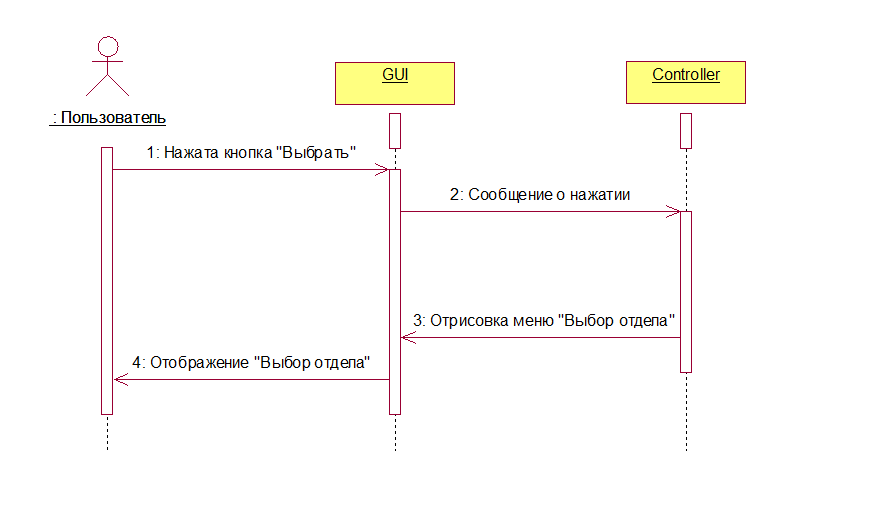 GUI
Controller
: Пользователь
1: Нажата кнопка "Выбрать"
2: Сообщение о нажатии
3: Отрисовка меню "Выбор отдела"
4: Отображение "Выбор отдела"